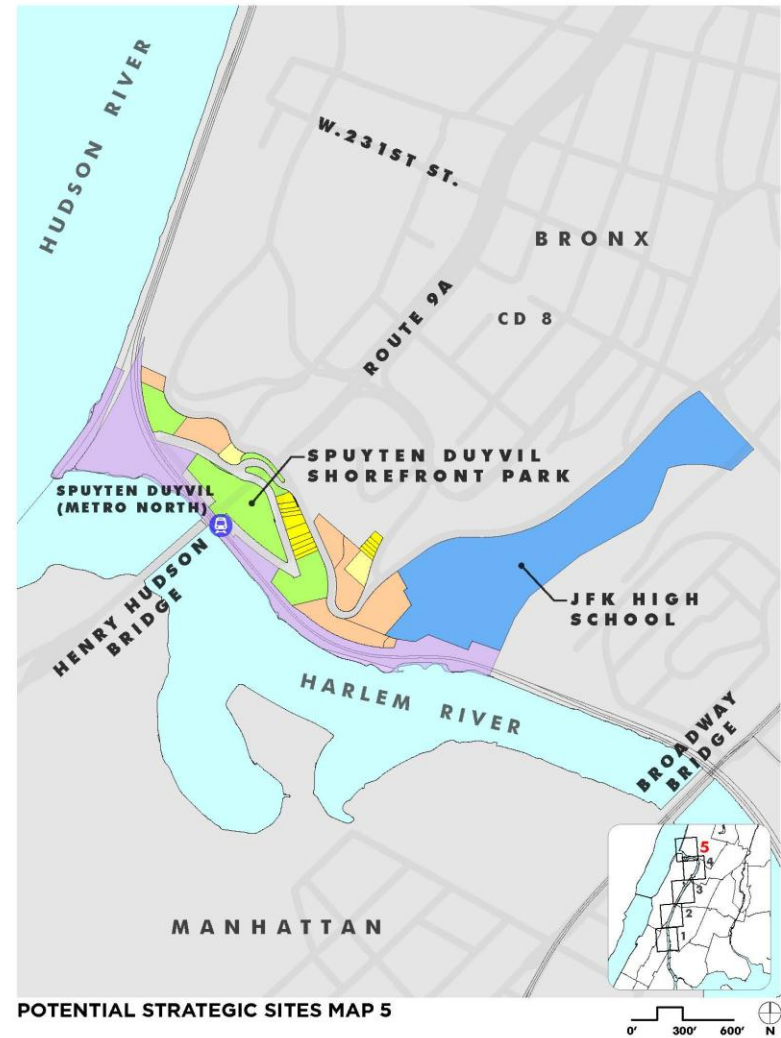 HUDSON RIVER
W.231ST ST.
BRONX
ROUTE 9A
CD 8
SPUYTEN DUYVIL
SHOREFRONT PARK
SPUYTEN DUYVIL
(METRO NORTH)
HENRY HUDSON
BRIDGE
JFK HIGH
SCHOOL
HARLEM RIVER
BROADWAY
BRIDGE
MANHATTAN
5
4
3
2
1
POTENTIAL STRATEGIC SITES MAP 5
0' 300' 600' N